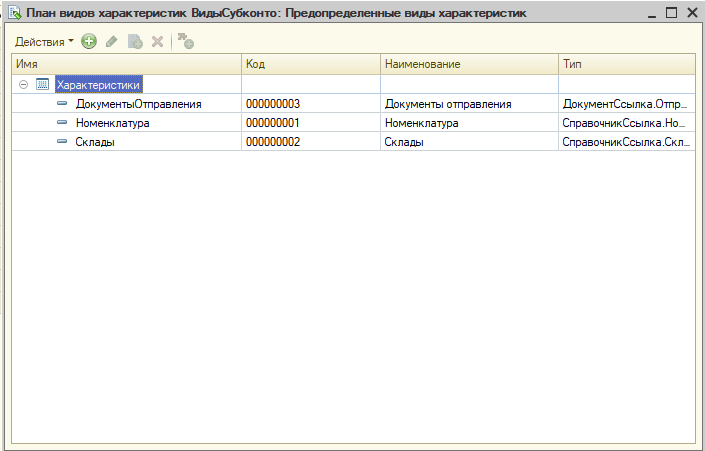 План видов характеристик ВидыСубконто: Предопределенные виды характеристик
Действия
Имя Код Наименование Тип
Характеристики
ДокументыОтправления 000000003 Документы отправления ДокументСсылка.Отпр...
Номенклатура 000000001 Номенклатура СправочникСсылка.Но...
Склады 000000002 Склады СправочникСсылка.Скл...